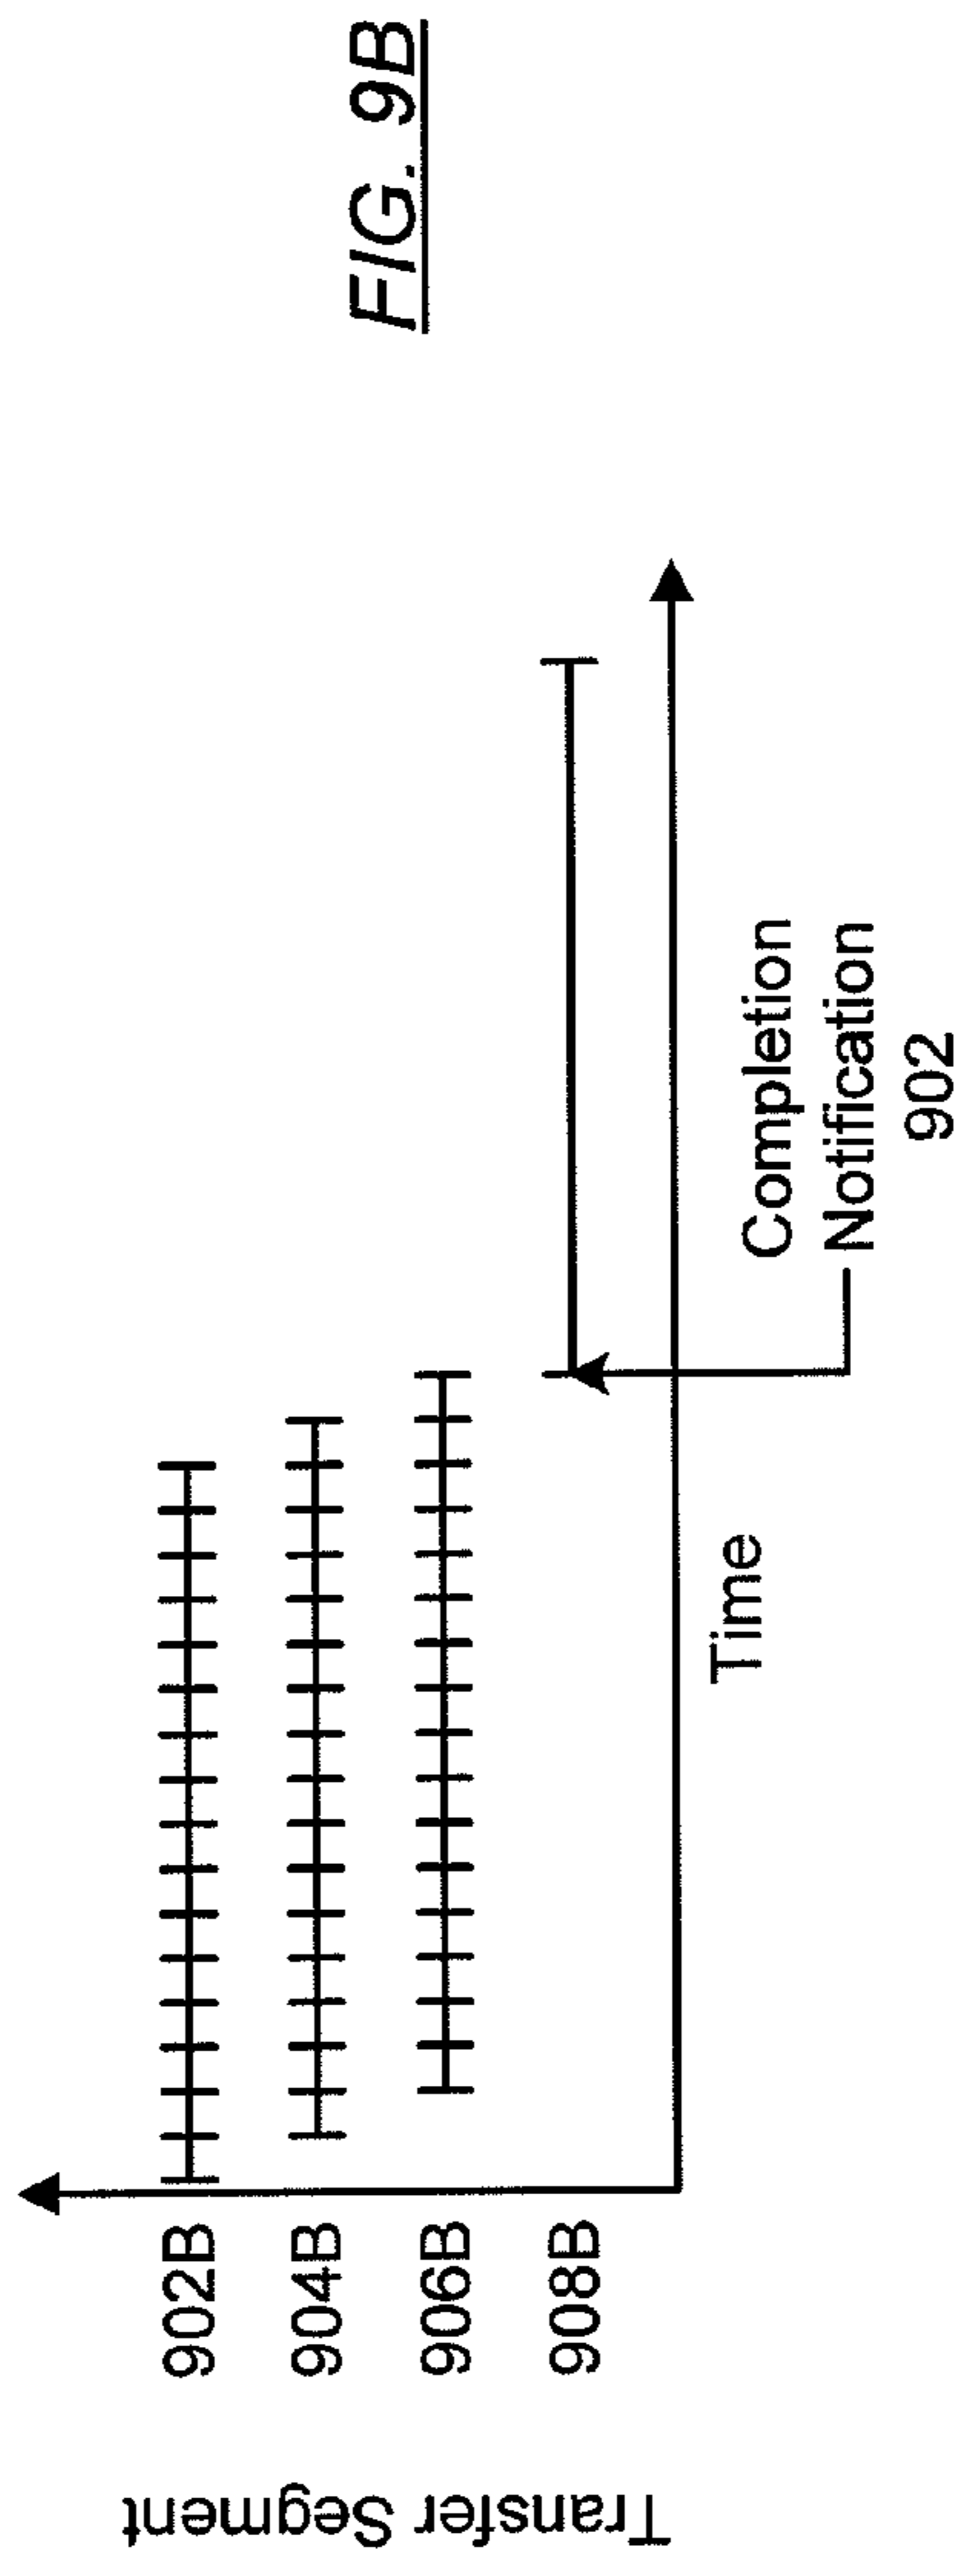 FIG. 9B
Transfer Segment
902B
904B
906B
908B
Time
Completion
Notification
902